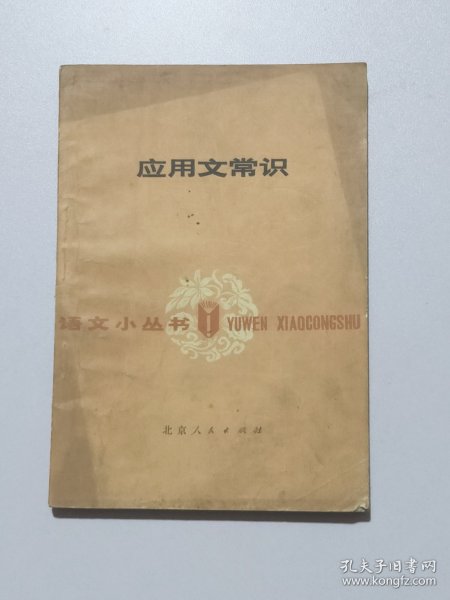 应用文常识
语文小丛书 YUWEN XIAOCONGSHU
北京人民出版社
孔夫子旧书网
www.kongfz.com